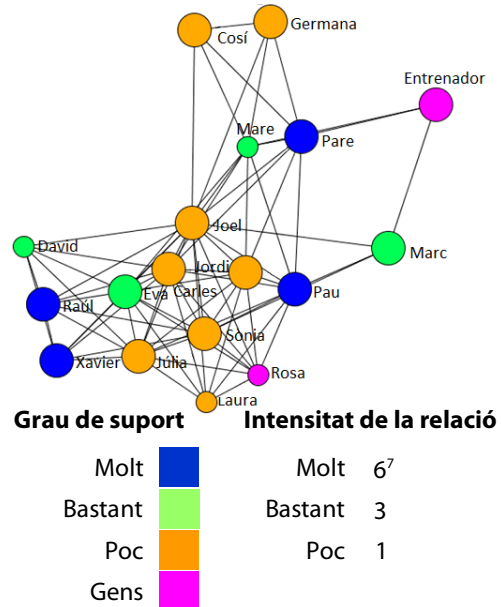 Cosí
Germana
Entrenador
Mare
Pare
Joel
David
Marc
Jordi
Eva
Carles
Raúl
Pau
Sònia
Xavier
Júlia
Rosa
Laura
Grau de suport
Intensitat de la relació
Molt
Molt 6⁷
Bastant
Bastant 3
Poc
Poc 1
Gens